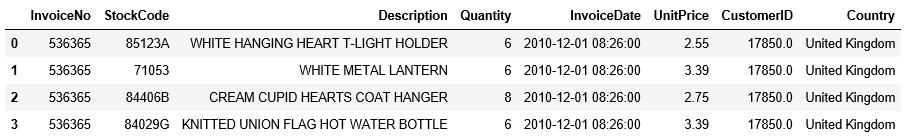 InvoiceNo StockCode Description Quantity InvoiceDate UnitPrice CustomerID Country
0 536365 85123A WHITE HANGING HEART T-LIGHT HOLDER 6 2010-12-01 08:26:00 2.55 17850.0 United Kingdom
1 536365 71053 WHITE METAL LANTERN 6 2010-12-01 08:26:00 3.39 17850.0 United Kingdom
2 536365 84406B CREAM CUPID HEARTS COAT HANGER 8 2010-12-01 08:26:00 2.75 17850.0 United Kingdom
3 536365 84029G KNITTED UNION FLAG HOT WATER BOTTLE 6 2010-12-01 08:26:00 3.39 17850.0 United Kingdom